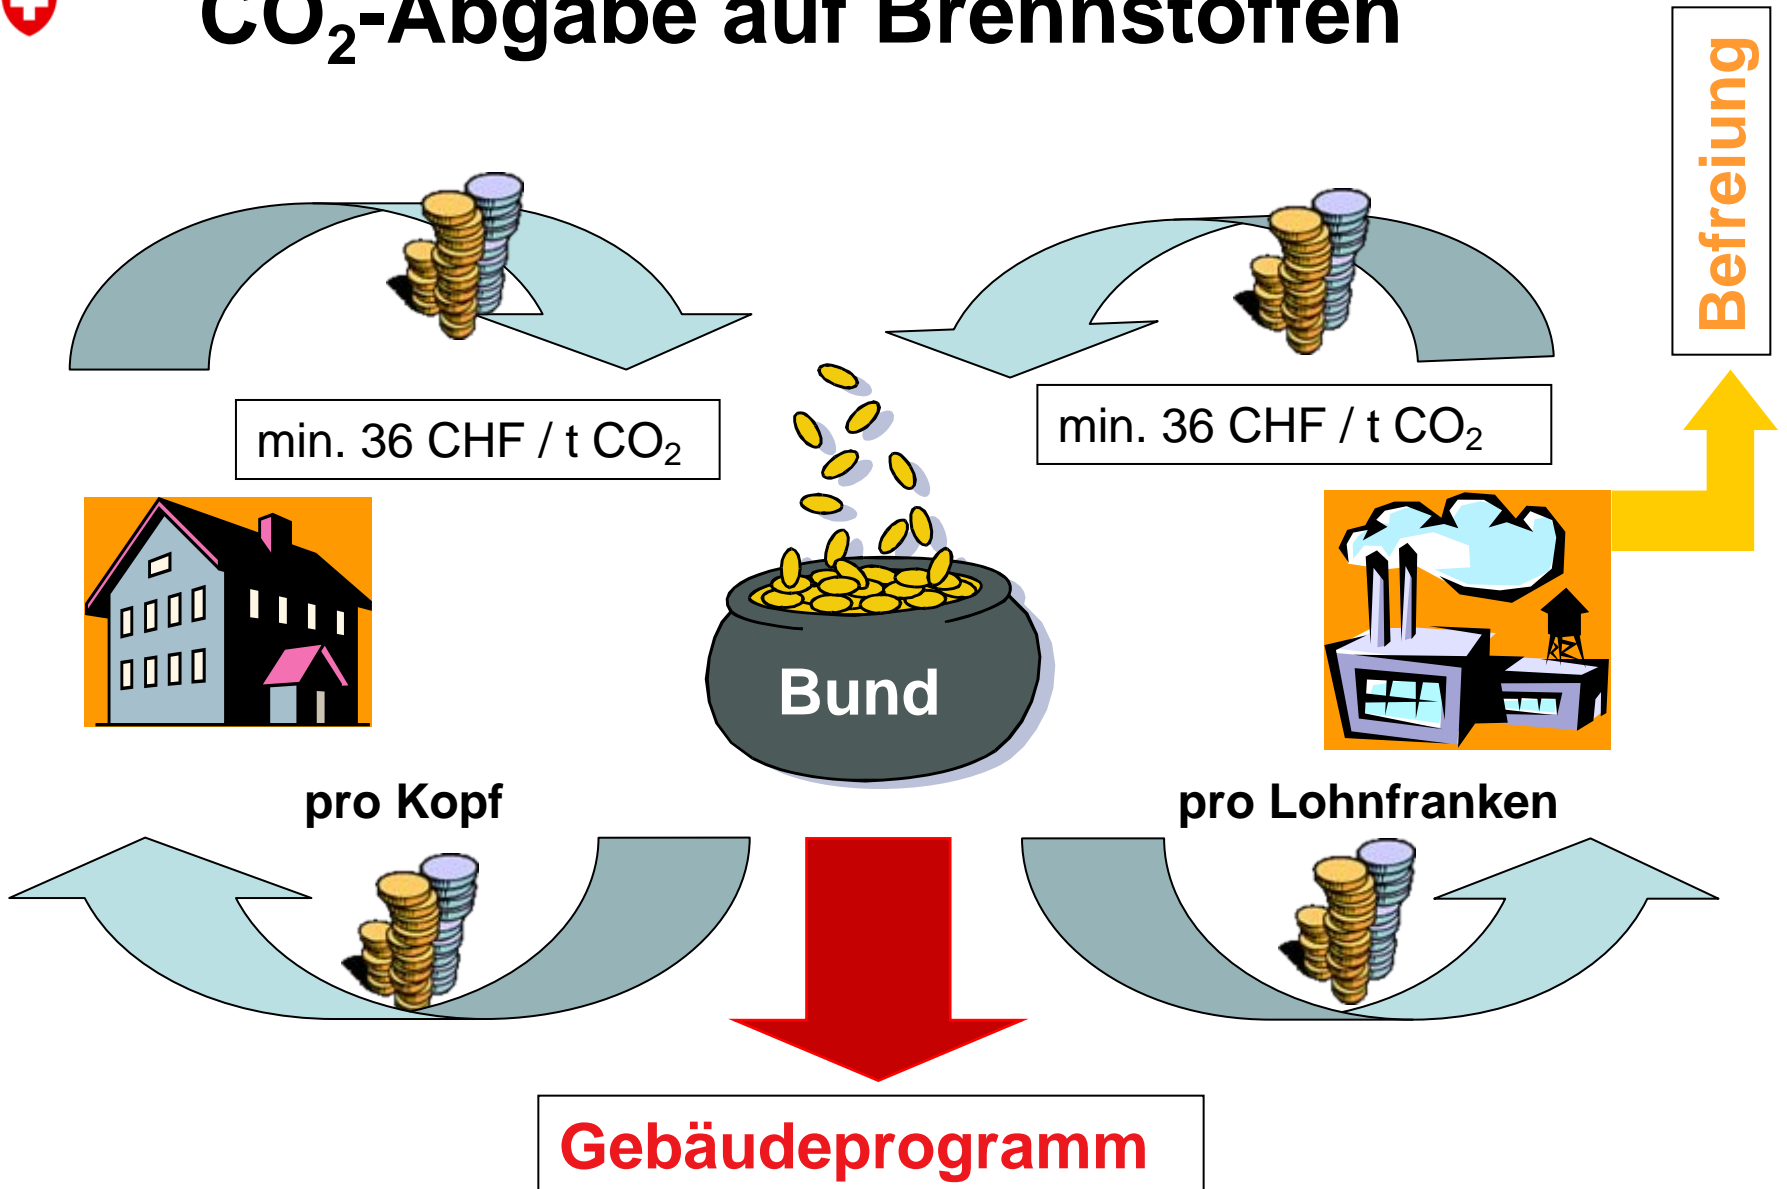 CO₂-Abgabe auf Brennstoffen
Befreiung
min. 36 CHF / t CO₂
min. 36 CHF / t CO₂
Bund
pro Kopf
pro Lohnfranken
Gebäudeprogramm